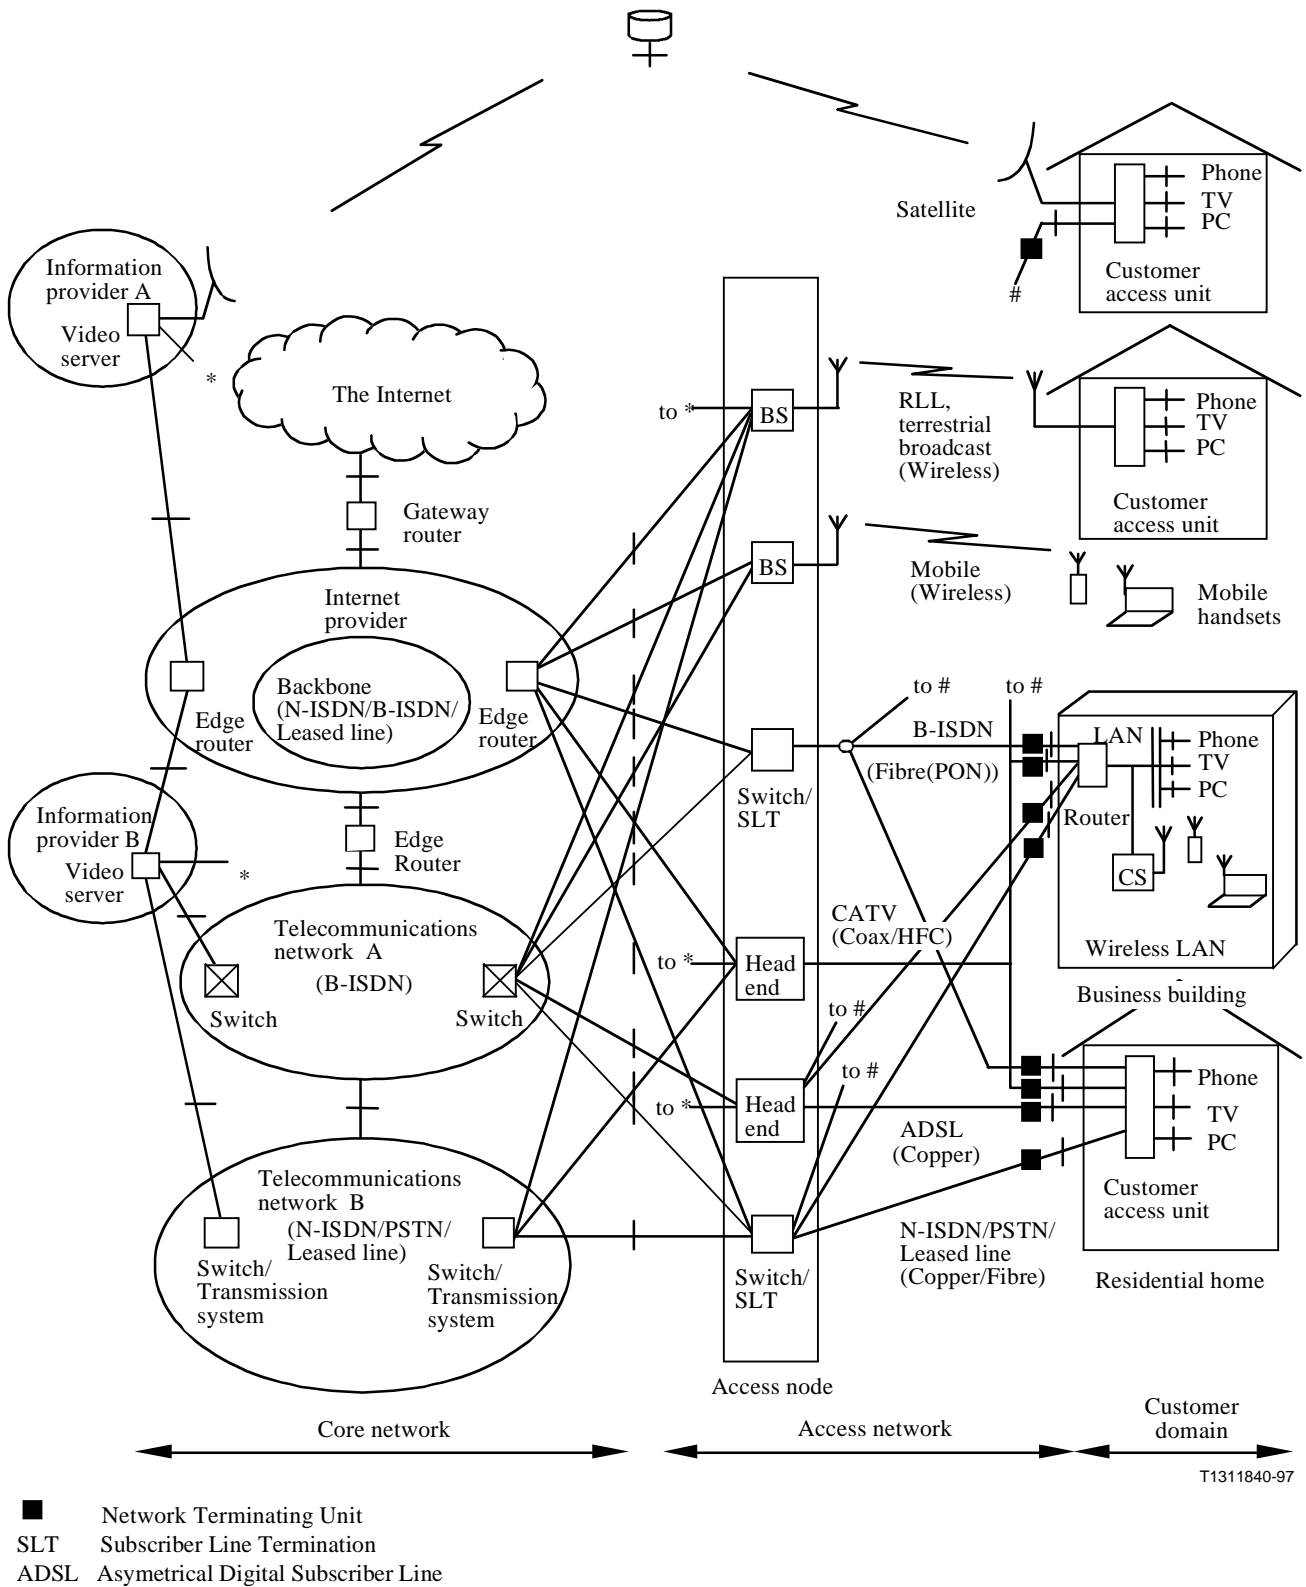 Satellite
Phone
TV
PC
Customer
access unit
#
Information
provider A
Video
server
*
The Internet
to *
BS
RLL,
terrestrial
broadcast
(Wireless)
Phone
TV
PC
Customer
access unit
Gateway
router
BS
Mobile
(Wireless)
Mobile
handsets
Internet
provider
Backbone
(N-ISDN/B-ISDN/
Leased line)
Edge
router
Edge
router
to #
to #
B-ISDN
(Fibre(PON))
Switch/
SLT
LAN
Phone
TV
PC
Router
CS
Wireless LAN
Business building
Information
provider B
Video
server
*
Edge
Router
Telecommunications
network A
(B-ISDN)
Switch
Switch
CATV
(Coax/HFC)
to *
Head
end
to #
to #
to *
Head
end
ADSL
(Copper)
Phone
TV
PC
Customer
access unit
Residential home
Telecommunications
network B
(N-ISDN/PSTN/
Leased line)
Switch/
Transmission
system
Switch/
Transmission
system
Switch/
SLT
N-ISDN/PSTN/
Leased line
(Copper/Fibre)
Access node
Core network
Access network
Customer
domain
T1311840-97
Network Terminating Unit
SLT Subscriber Line Termination
ADSL Asymetrical Digital Subscriber Line